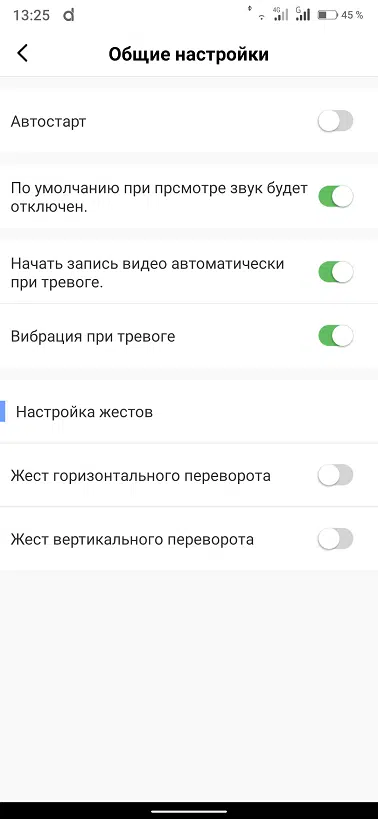 13:25 d 4G G 45 %
Общие настройки
Автостарт
По умолчанию при прсмотре звук будет
отключен.
Начать запись видео автоматически
при тревоге.
Вибрация при тревоге
Настройка жестов
Жест горизонтального переворота
Жест вертикального переворота